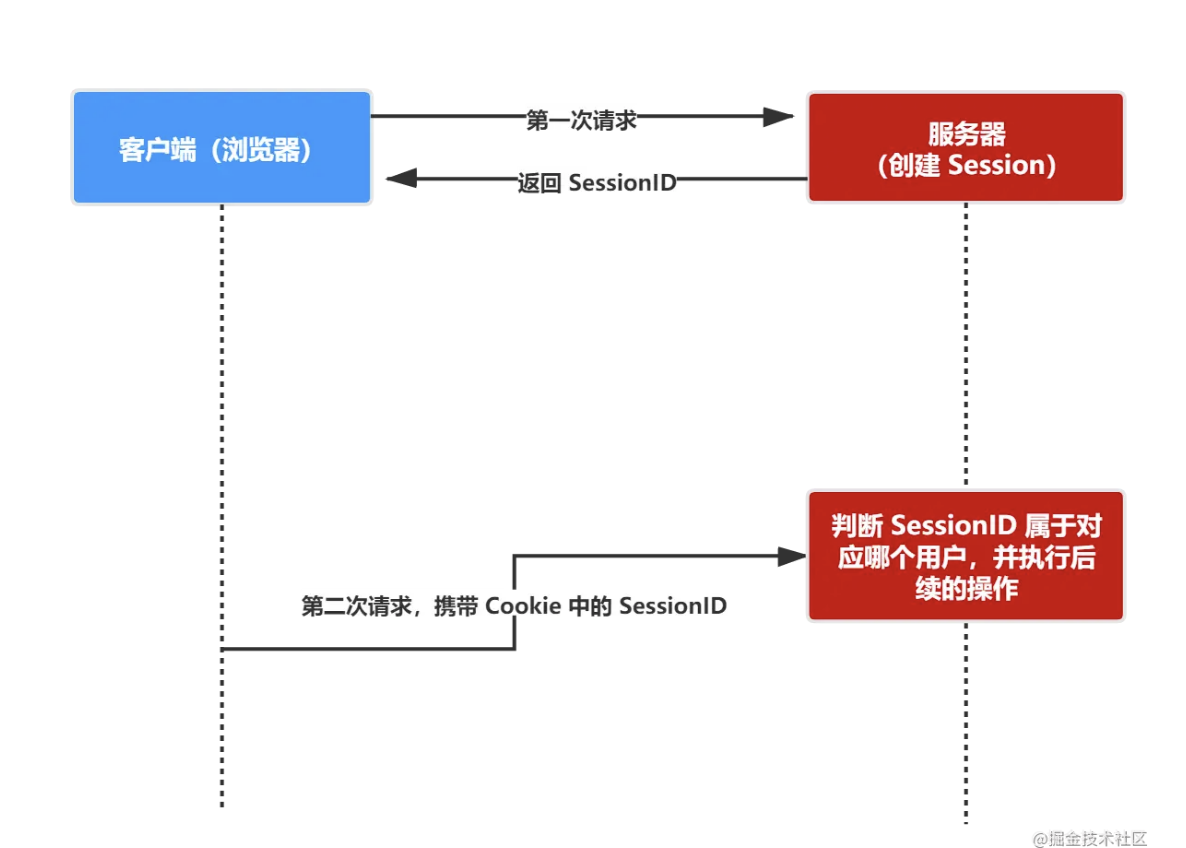 第一次请求
客户端（浏览器）
服务器
（创建 Session）
返回 SessionID
判断 SessionID 属于对
应哪个用户，并执行后
续的操作
第二次请求，携带 Cookie 中的 SessionID
@掘金技术社区